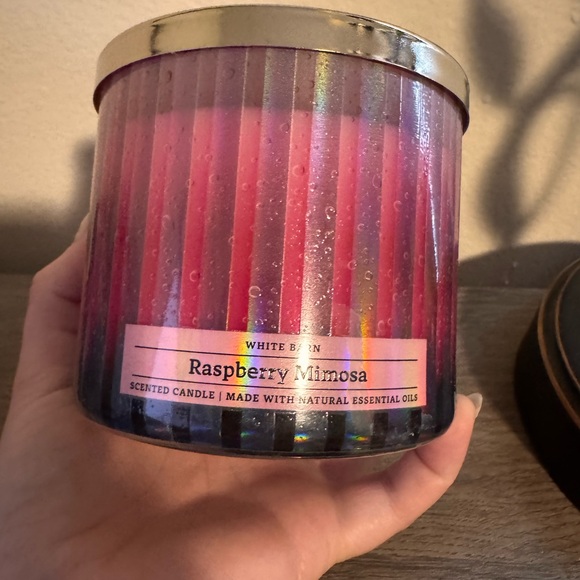 WHITE BARN
Raspberry Mimosa
SCENTED CANDLE | MADE WITH NATURAL ESSENTIAL OILS